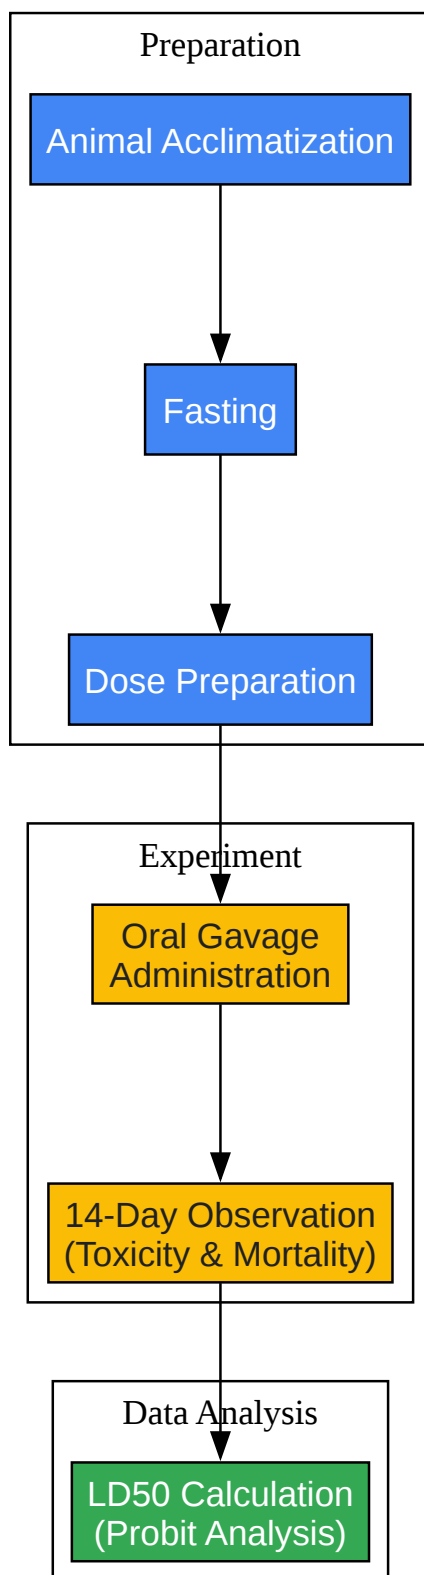 Preparation
Animal Acclimatization
Fasting
Dose Preparation
Experiment
Oral Gavage
Administration
14-Day Observation
(Toxicity & Mortality)
Data Analysis
LD50 Calculation
(Probit Analysis)